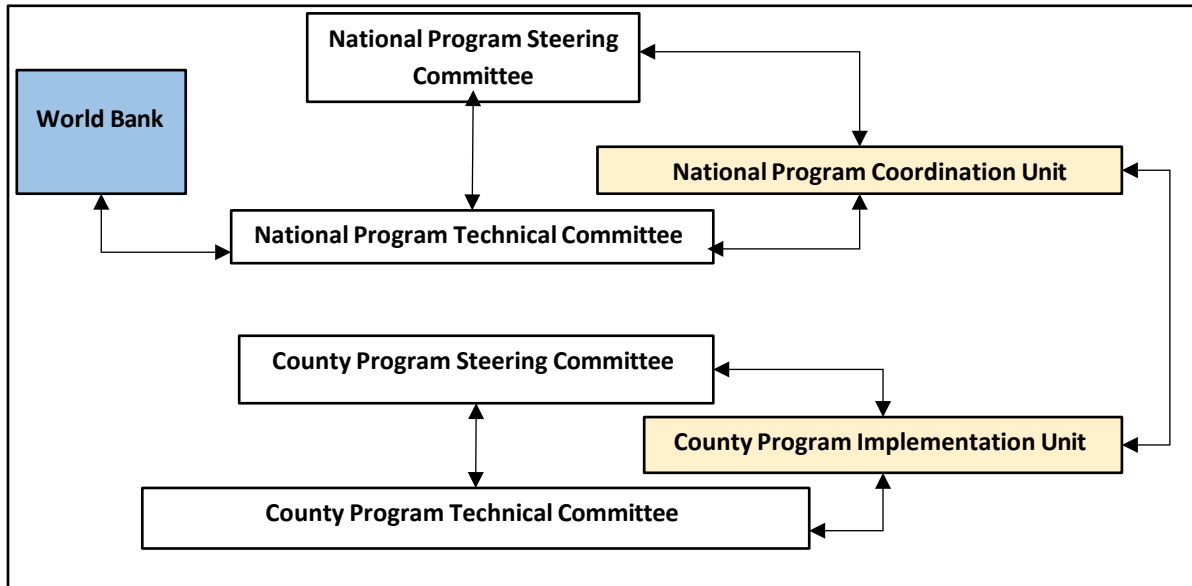 National Program Steering
Committee
World Bank
National Program Coordination Unit
National Program Technical Committee
County Program Steering Committee
County Program Implementation Unit
County Program Technical Committee